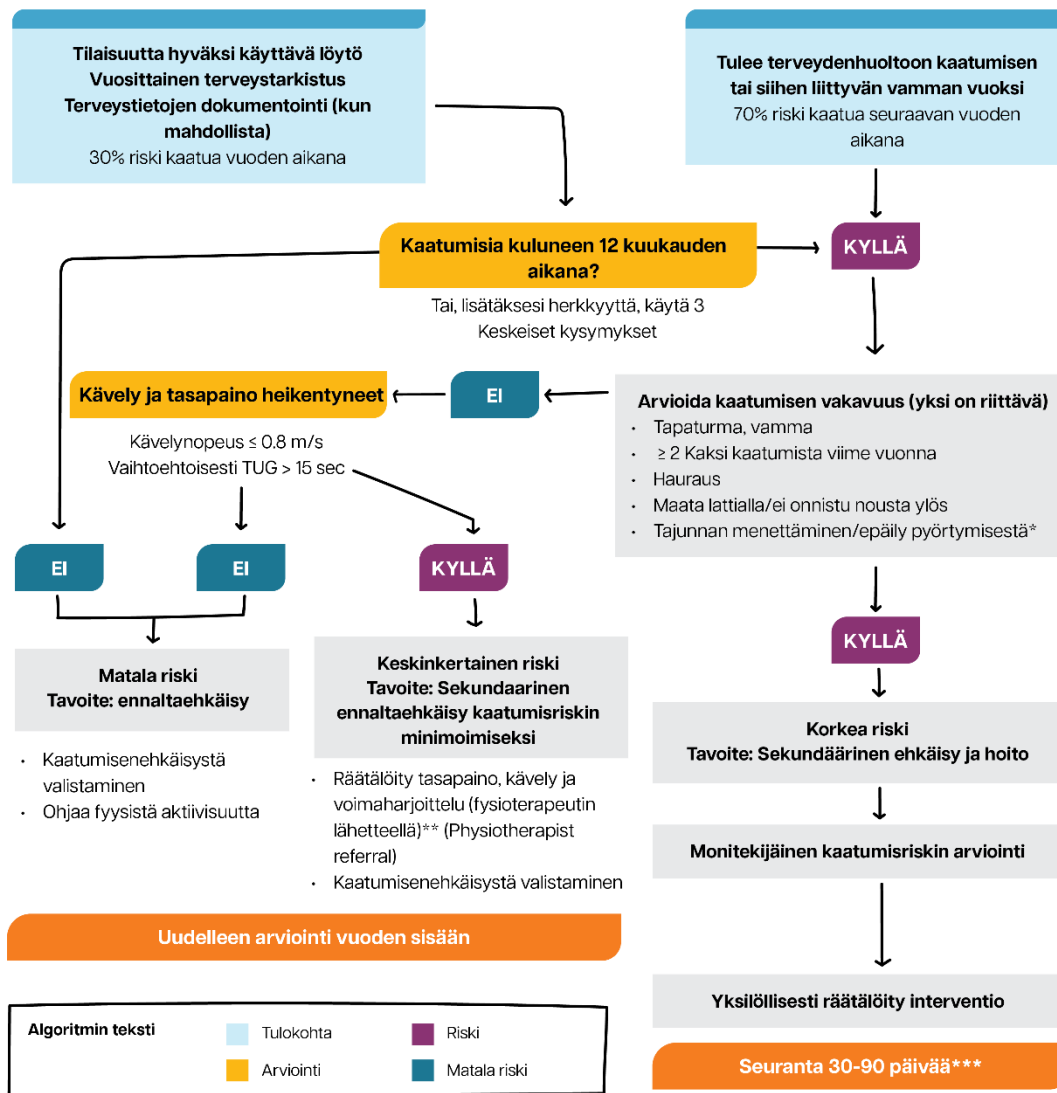 Tilaisuutta hyväksi käyttävä löytö
Vuosittainen terveystarkistus
Terveystietojen dokumentointi (kun
mahdollista)
30% riski kaatua vuoden aikana
Tulee terveydenhuoltoon kaatumisen
tai siihen liittyvän vamman vuoksi
70% riski kaatua seuraavan vuoden
aikana
Kaatumisia kuluneen 12 kuukauden
aikana?
KYLLÄ
Tai, lisätäksesi herkkyyttä, käytä 3
Keskeiset kysymykset
Kävely ja tasapaino heikentyneet
EI
Kävelynopeus ≤ 0.8 m/s
Vaihtoehtoisesti TUG > 15 sec
Arvioida kaatumisen vakavuus (yksi on riittävä)
· Tapaturma, vamma
· ≥ 2 Kaksi kaatumista viime vuonna
· Hauraus
· Maata lattialla/ei onnistu nousta ylös
· Tajunnan menettäminen/epäily pyörtymisestä*
EI
EI
KYLLÄ
KYLLÄ
Matala riski
Tavoite: ennaltaehkäisy
· Kaatumisenehkäisystä
valistaminen
· Ohjaa fyysistä aktiivisuutta
Keskinkertainen riski
Tavoite: Sekundaarinen
ennaltaehkäisy kaatumisriskin
minimoimiseksi
· Räätälöity tasapaino, kävely ja
voimaharjoittelu (fysioterapeutin
lähetteellä)** (Physiotherapist
referral)
· Kaatumisenehkäisystä valistaminen
Korkea riski
Tavoite: Sekundäärinen ehkäisy ja hoito
Monitekijäinen kaatumisriskin arviointi
Yksilöllisesti räätälöity interventio
Uudelleen arviointi vuoden sisään
Seuranta 30-90 päivää***
Algoritmin teksti
Tulokohta
Riski
Arviointi
Matala riski